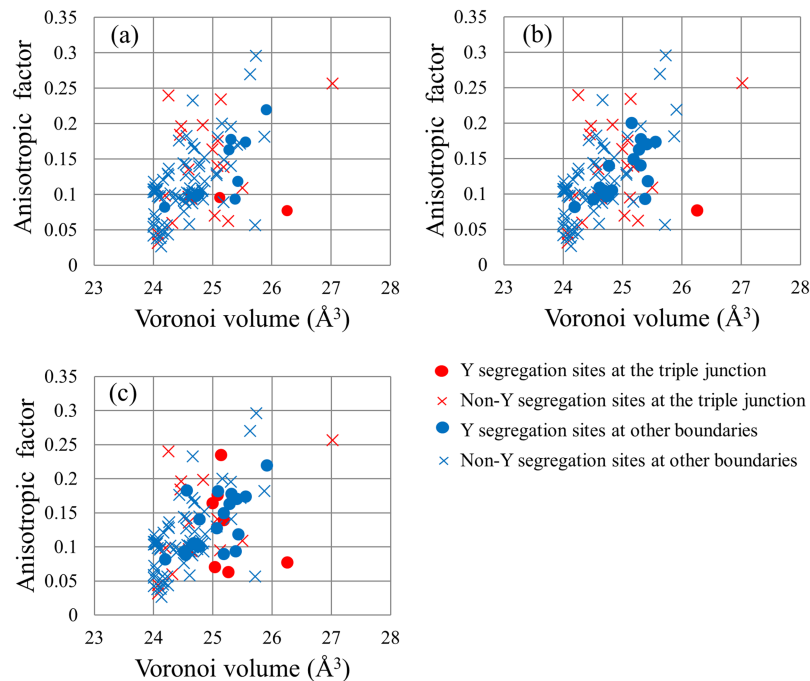 (a)
Anisotropic factor
0.35
0.3
0.25
0.2
0.15
0.1
0.05
0
23 24 25 26 27 28
Voronoi volume (Å³)
(b)
Anisotropic factor
0.35
0.3
0.25
0.2
0.15
0.1
0.05
0
23 24 25 26 27 28
Voronoi volume (Å³)
(c)
Anisotropic factor
0.35
0.3
0.25
0.2
0.15
0.1
0.05
0
23 24 25 26 27 28
Voronoi volume (Å³)
Y segregation sites at the triple junction
Non-Y segregation sites at the triple junction
Y segregation sites at other boundaries
Non-Y segregation sites at other boundaries